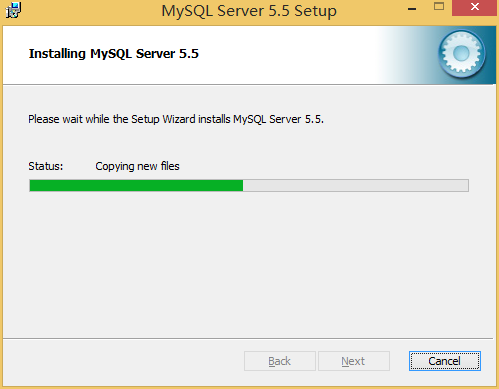 MySQL Server 5.5 Setup
Installing MySQL Server 5.5
Please wait while the Setup Wizard installs MySQL Server 5.5.
Status: Copying new files
Back Next Cancel